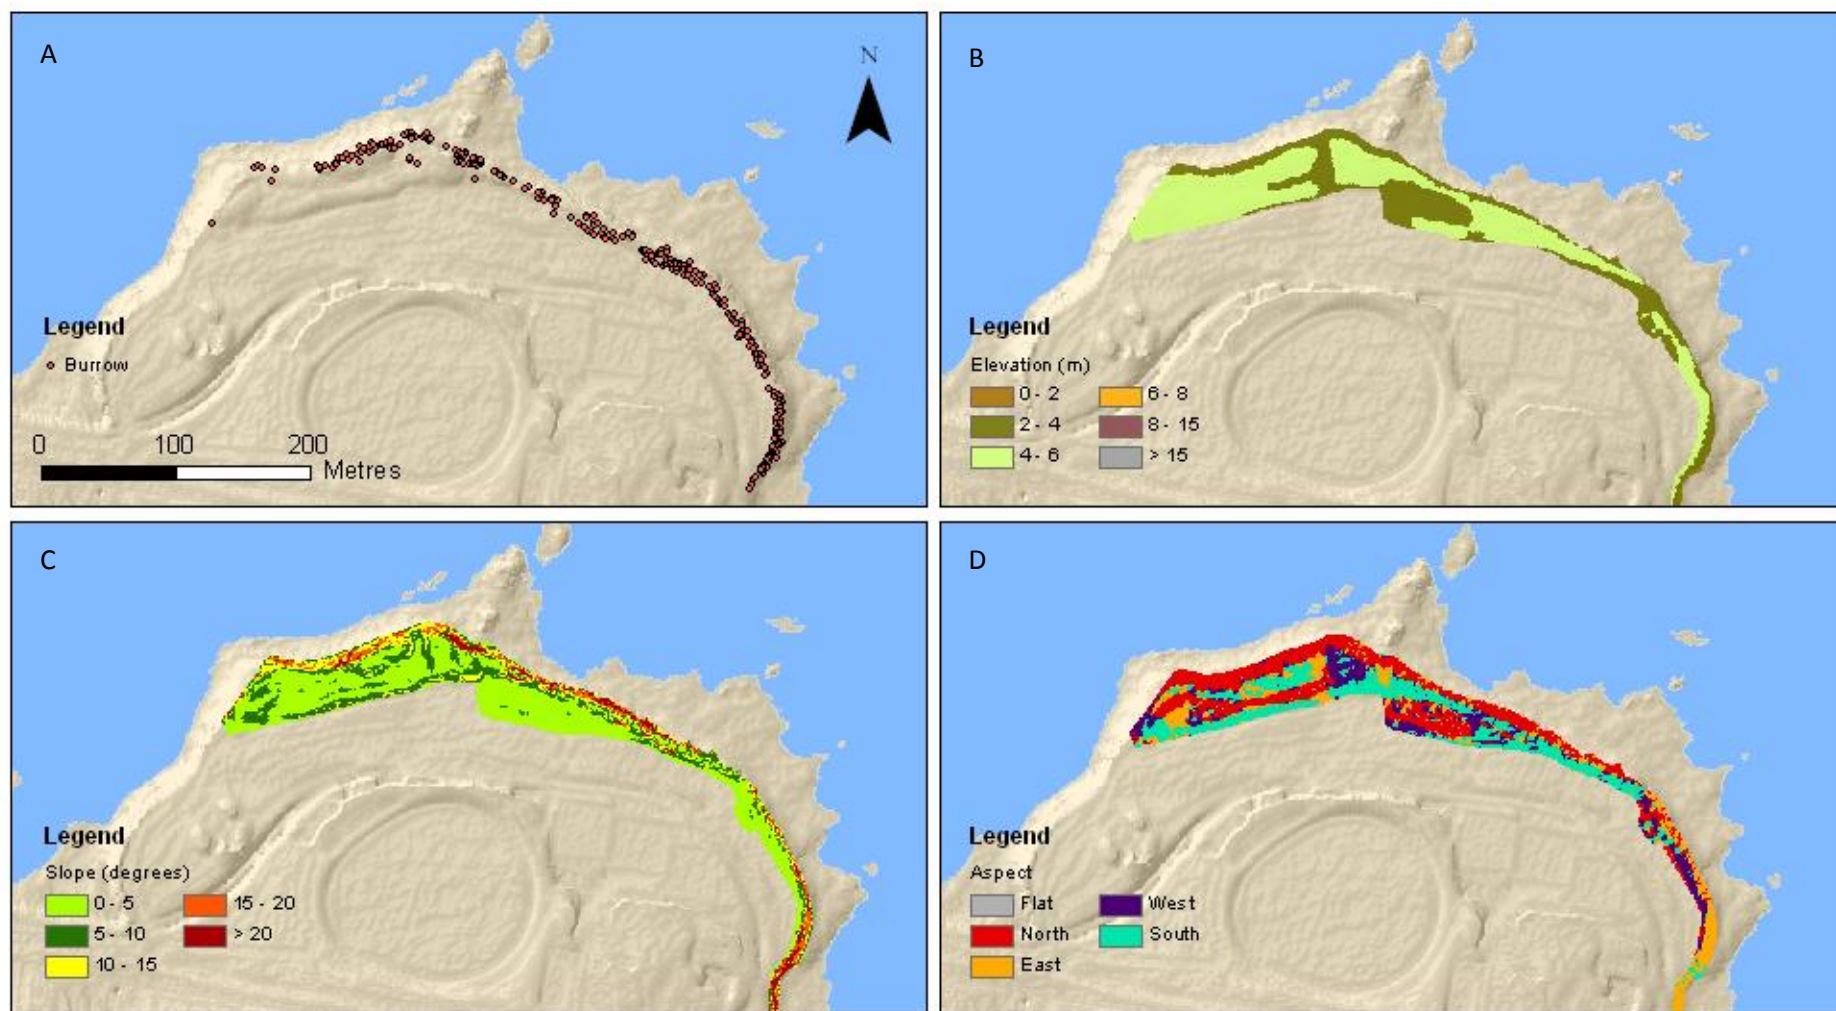 A
N
Legend
Burrow
0 100 200
Metres
B
Legend
Elevation (m)
0 - 2 6 - 8
2 - 4 8 - 15
4 - 6 > 15
C
Legend
Slope (degrees)
0 - 5 15 - 20
5 - 10 > 20
10 - 15
D
Legend
Aspect
Flat West
North South
East